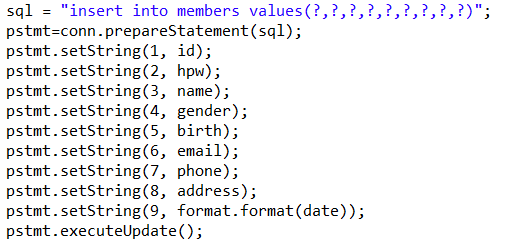 sql = "insert into members values(?,?,?,?,?,?,?,?,?)";
pstmt=conn.prepareStatement(sql);
pstmt.setString(1, id);
pstmt.setString(2, hpw);
pstmt.setString(3, name);
pstmt.setString(4, gender);
pstmt.setString(5, birth);
pstmt.setString(6, email);
pstmt.setString(7, phone);
pstmt.setString(8, address);
pstmt.setString(9, format.format(date));
pstmt.executeUpdate();